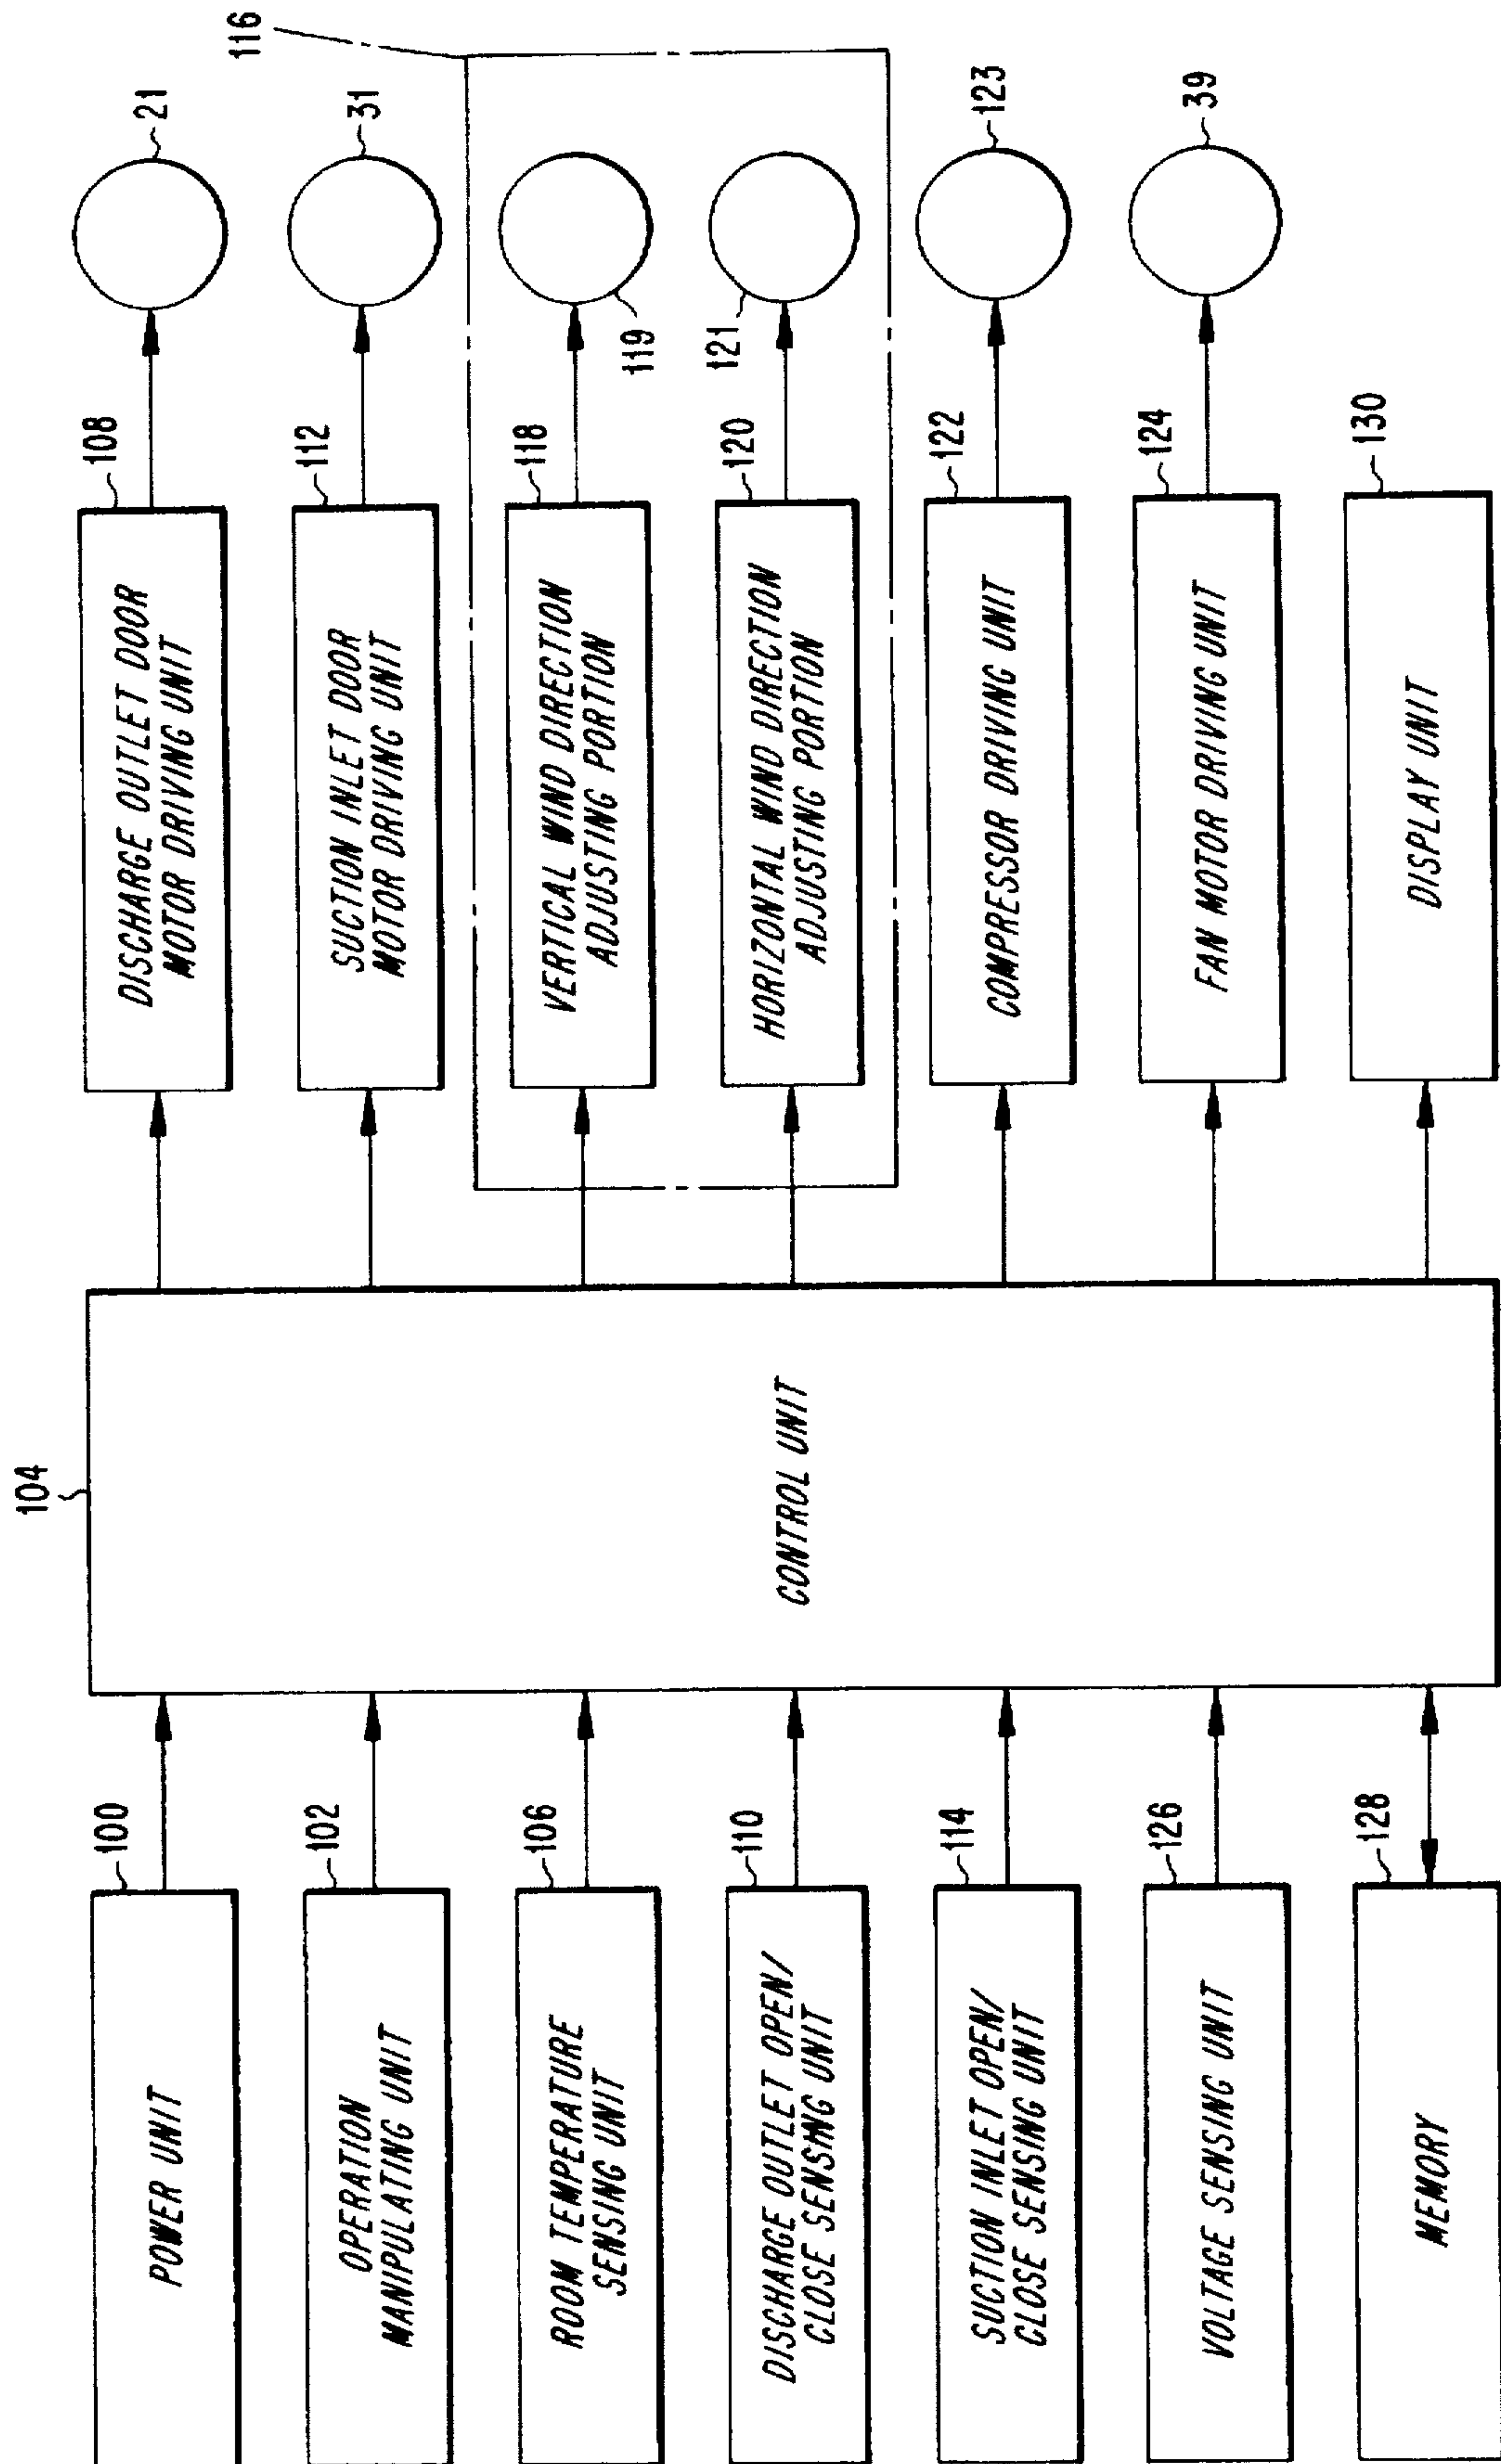 100
POWER UNIT
102
OPERATION
MANIPULATING UNIT
106
ROOM TEMPERATURE
SENSING UNIT
110
DISCHARGE OUTLET OPEN/
CLOSE SENSING UNIT
114
SUCTION INLET OPEN/
CLOSE SENSING UNIT
126
VOLTAGE SENSING UNIT
128
MEMORY
104
CONTROL UNIT
108
DISCHARGE OUTLET DOOR
MOTOR DRIVING UNIT
21
112
SUCTION INLET DOOR
MOTOR DRIVING UNIT
31
116
118
VERTICAL WIND DIRECTION
ADJUSTING PORTION
119
120
HORIZONTAL WIND DIRECTION
ADJUSTING PORTION
121
122
COMPRESSOR DRIVING UNIT
123
124
FAN MOTOR DRIVING UNIT
39
130
DISPLAY UNIT